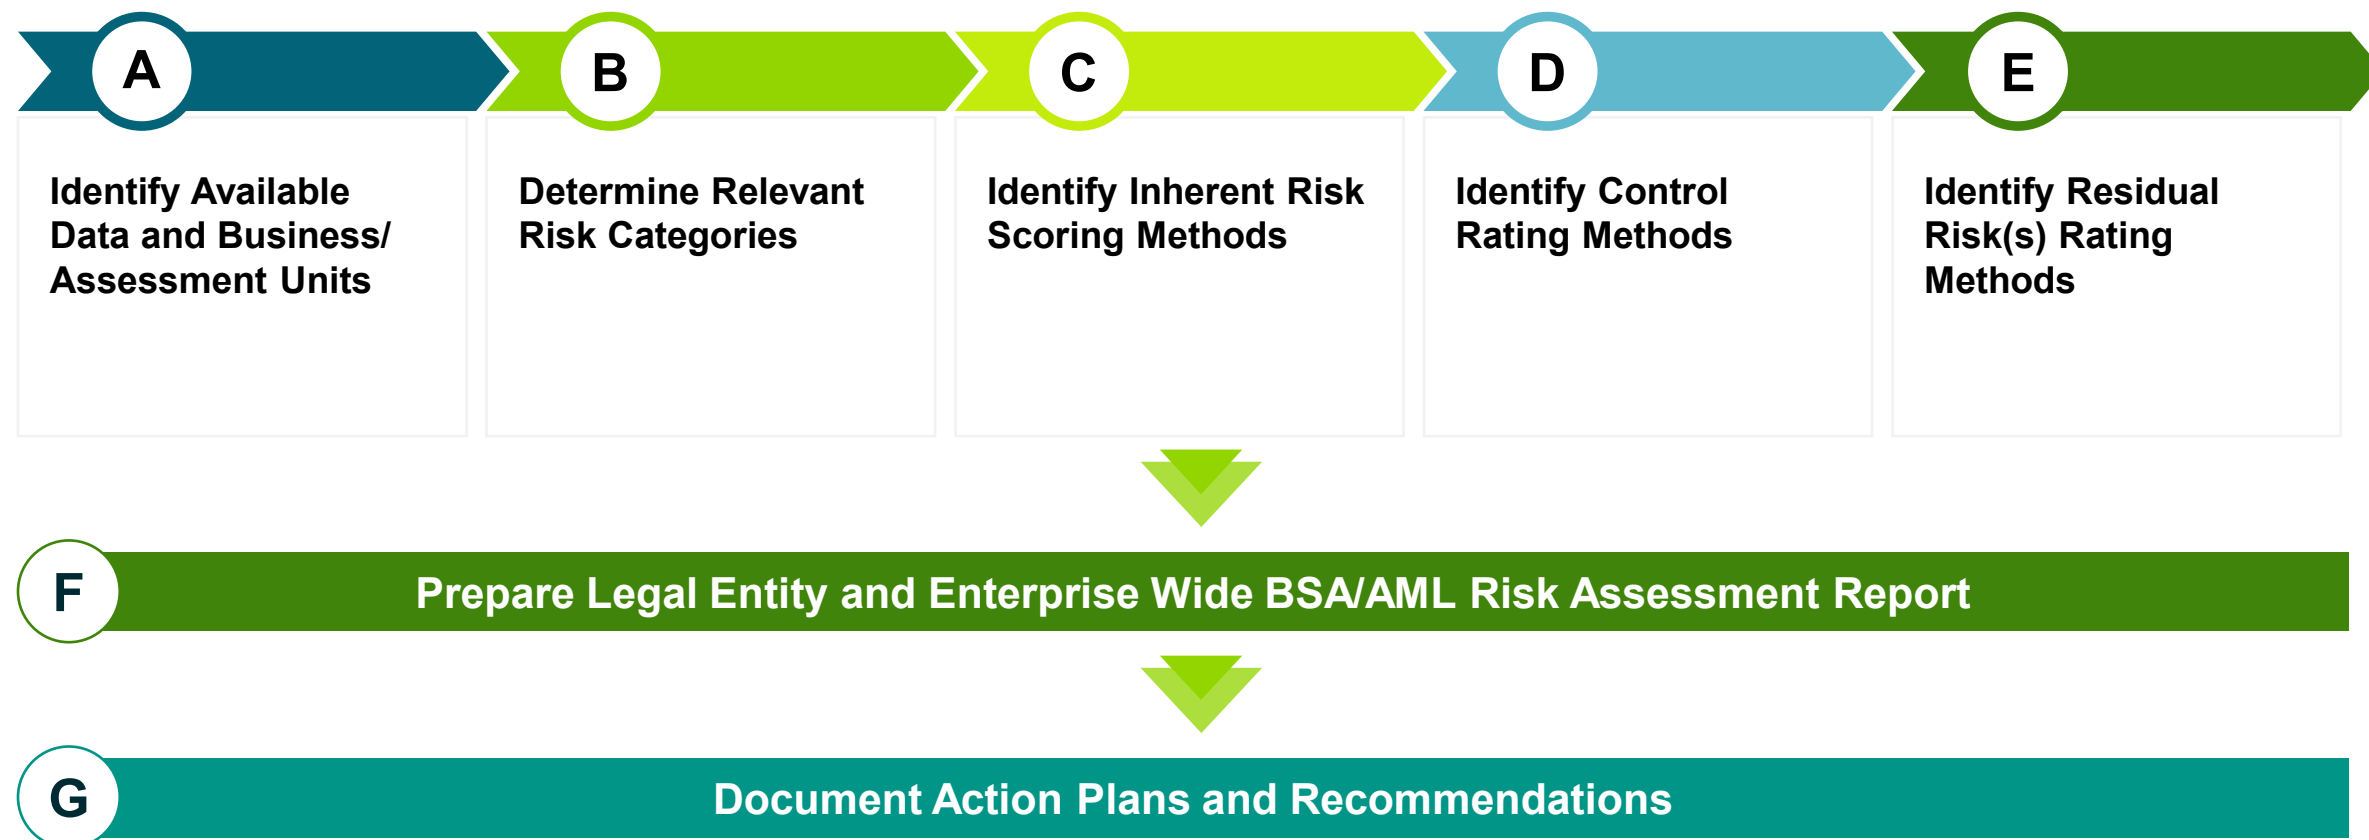 A
B
C
D
E
Identify Available
Data and Business/
Assessment Units
Determine Relevant
Risk Categories
Identify Inherent Risk
Scoring Methods
Identify Control
Rating Methods
Identify Residual
Risk(s) Rating
Methods
F
Prepare Legal Entity and Enterprise Wide BSA/AML Risk Assessment Report
G
Document Action Plans and Recommendations